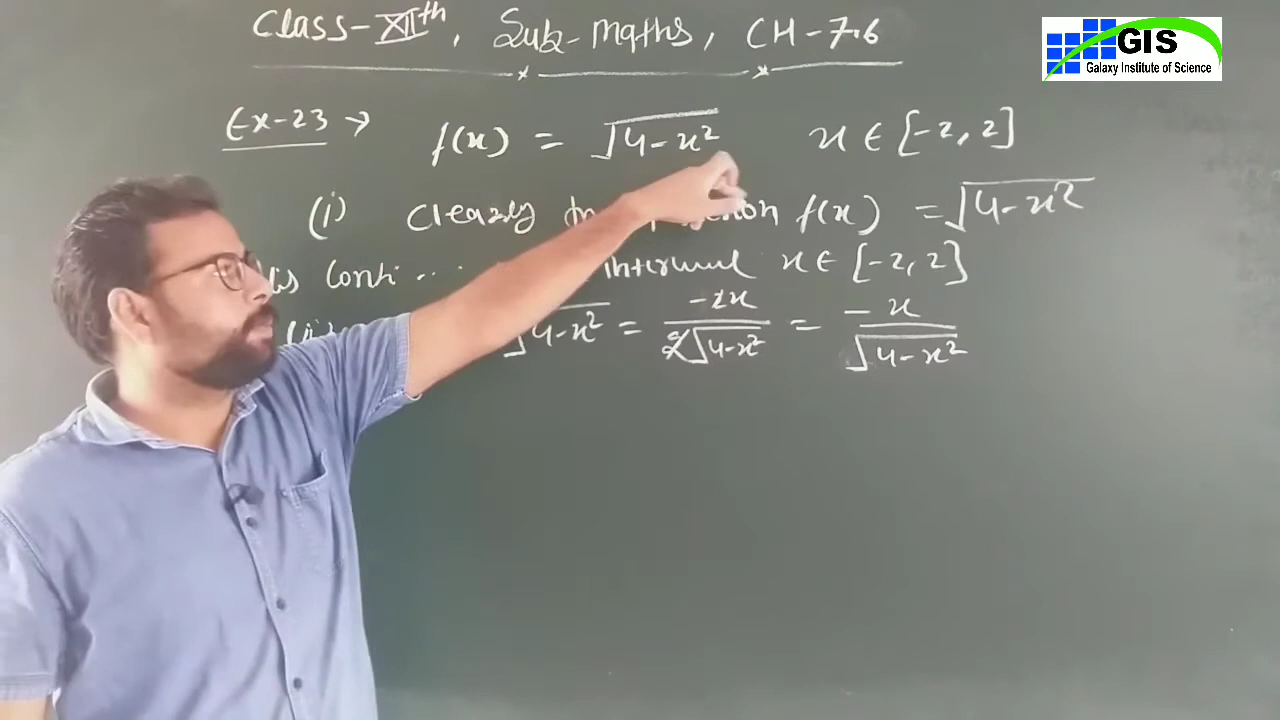 Class-XIIth, Sub-Maths, CH-7.6
GIS
Galaxy Institute of Science
Ex-23 → f(x) = √4-x² x ∈ [-2, 2]
(i) Clearly f(x) = √4-x²
is conti... interval x ∈ [-2, 2]
√4-x² = -2x / 2√4-x² = -x / √4-x²